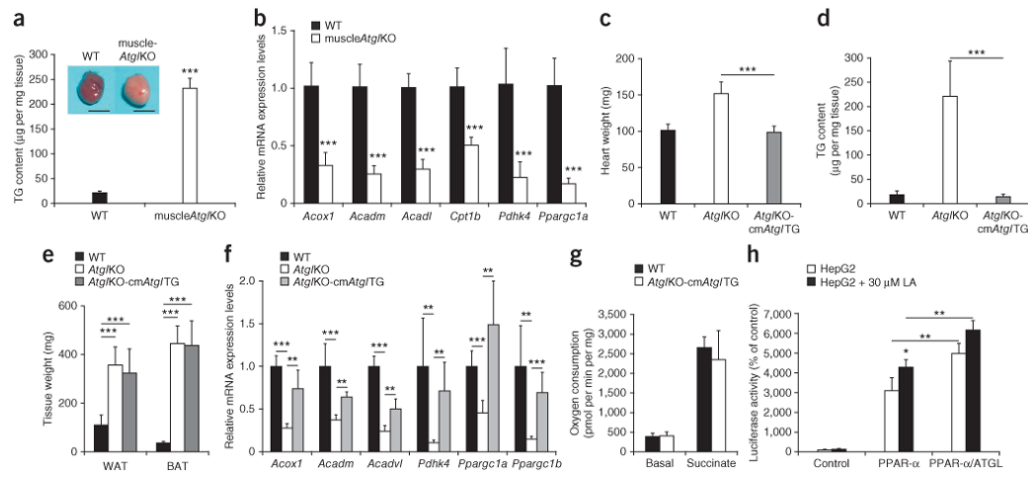 a
WT
muscle-
AtglKO
300
250
200
150
100
50
0
***
TG content (µg per mg tissue)
WT
muscleAtglKO
b
WT
muscleAtglKO
1.5
1.0
0.5
0
*** *** *** *** *** ***
Relative mRNA expression levels
Acox1 Acadm Acadl Cpt1b Pdhk4 Ppargc1a
c
200
150
100
50
0
***
Heart weight (mg)
WT AtglKO AtglKO-
cmAtglTG
d
300
250
200
150
100
50
0
***
TG content
(µg per mg tissue)
WT AtglKO AtglKO-
cmAtglTG
e
WT
AtglKO
AtglKO-cmAtglTG
600
400
200
0
***
***
***
***
Tissue weight (mg)
WAT BAT
f
WT
AtglKO
AtglKO-cmAtglTG
2.0
1.5
1.0
0.5
0
*** ** *** ** *** ** ** ** *** ** ** ***
Relative mRNA expression levels
Acox1 Acadm Acadvl Pdhk4 Ppargc1a Ppargc1b
g
WT
AtglKO-cmAtglTG
3,500
3,000
2,500
2,000
1,500
1,000
500
0
Oxygen consumption
(pmol per min per mg)
Basal Succinate
h
HepG2
HepG2 + 30 µM LA
7,000
6,000
5,000
4,000
3,000
2,000
1,000
0
**
**
*
Luciferase activity (% of control)
Control PPAR-α PPAR-α/ATGL